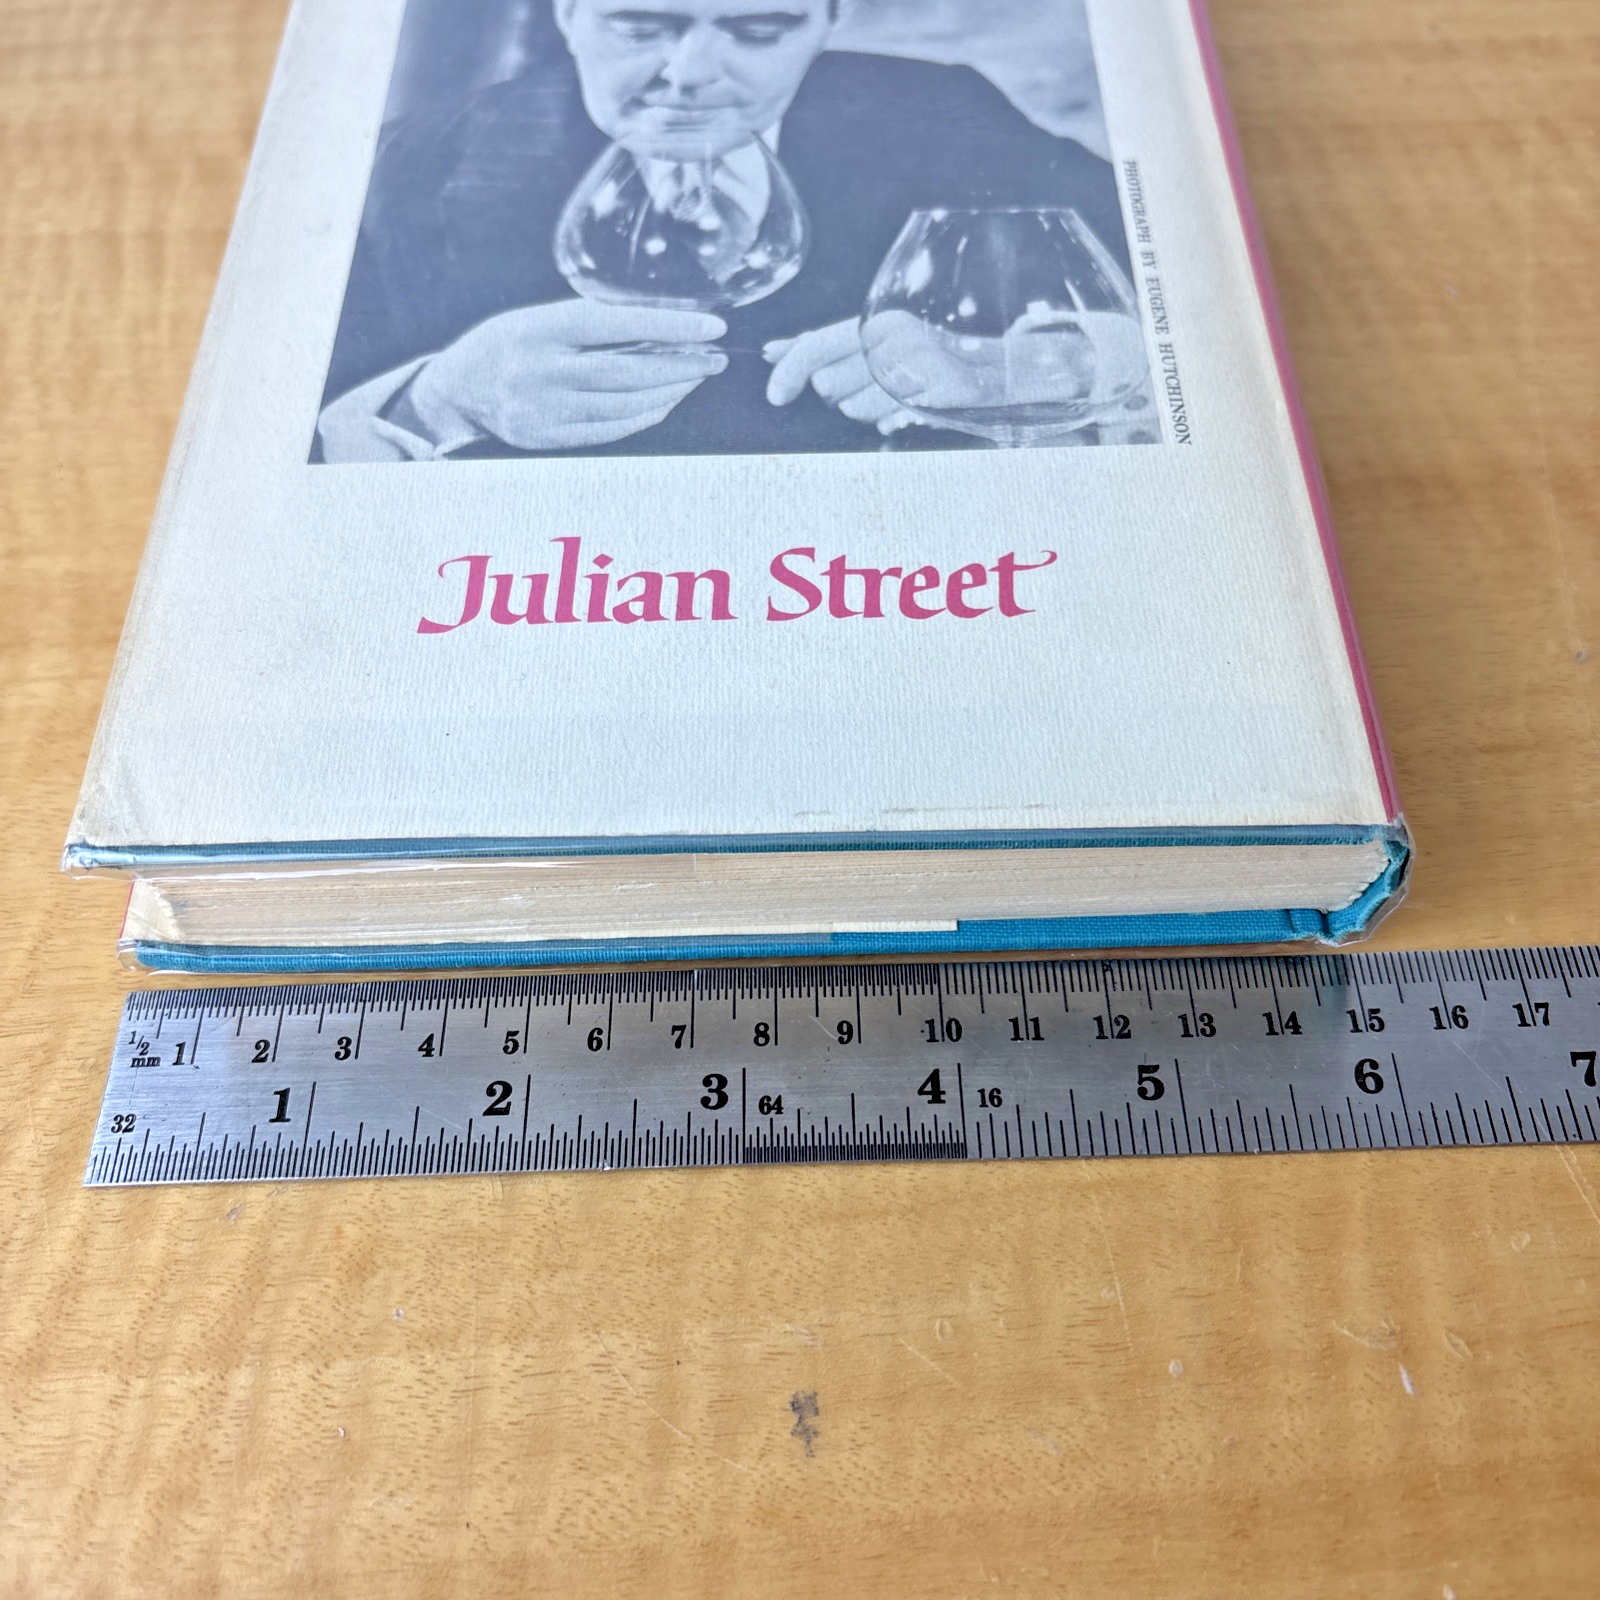 PHOTOGRAPH BY EUGENE HUTCHINSON
Julian Street
1/2 mm 1 2 3 4 5 6 7 8 9 10 11 12 13 14 15 16 17
32 1 2 3 64 4 16 5 6 7